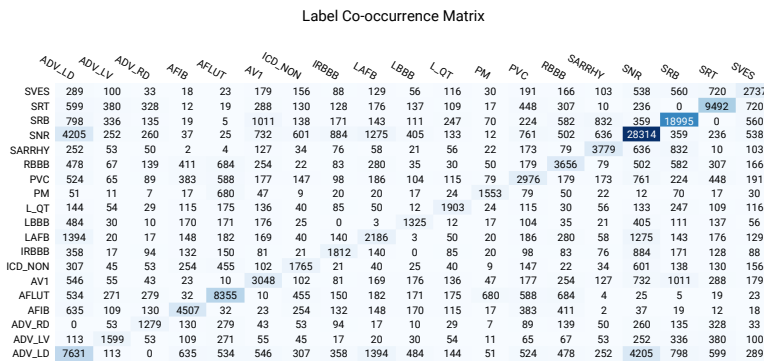 Label Co-occurrence Matrix
ADV_LD ADV_LV ADV_RD AFIB AFLUT AV1 ICD_NON IRBBB LAFB LBBB L_QT PM PVC RBBB SARRHY SNR SRB SRT SVES
SVES 289 100 33 18 23 179 156 88 129 56 116 30 191 166 103 538 560 720 2737
SRT 599 380 328 12 19 288 130 128 176 137 109 17 448 307 10 236 0 9492 720
SRB 798 336 135 19 5 1011 138 171 143 111 247 70 224 582 832 359 18995 0 560
SNR 4205 252 260 37 25 732 601 884 1275 405 133 12 761 502 636 28314 359 236 538
SARRHY 252 53 50 2 4 127 34 76 58 21 56 22 173 79 3779 636 832 10 103
RBBB 478 67 139 411 684 254 22 83 280 35 30 50 179 3656 79 502 582 307 166
PVC 524 65 89 383 588 177 147 98 186 104 115 79 2976 179 173 761 224 448 191
PM 51 11 7 17 680 47 9 20 20 17 24 1553 79 50 22 12 70 17 30
L_QT 144 54 29 115 175 136 40 85 50 12 1903 24 115 30 56 133 247 109 116
LBBB 484 30 10 170 171 176 25 0 3 1325 12 17 104 35 21 405 111 137 56
LAFB 1394 20 17 148 182 169 40 140 2186 3 50 20 186 280 58 1275 143 176 129
IRBBB 358 17 94 132 150 81 21 1812 140 0 85 20 98 83 76 884 171 128 88
ICD_NON 307 45 53 254 455 102 1765 21 40 25 40 9 147 22 34 601 138 130 156
AV1 546 55 43 23 10 3048 102 81 169 176 136 47 177 254 127 732 1011 288 179
AFLUT 534 271 279 32 8355 10 455 150 182 171 175 680 588 684 4 25 5 19 23
AFIB 635 109 130 4507 32 23 254 132 148 170 115 17 383 411 2 37 19 12 18
ADV_RD 0 53 1279 130 279 43 53 94 17 10 29 7 89 139 50 260 135 328 33
ADV_LV 113 1599 53 109 271 55 45 17 20 30 54 11 65 67 53 252 336 380 100
ADV_LD 7631 113 0 635 534 546 307 358 1394 484 144 51 524 478 252 4205 798 599 289